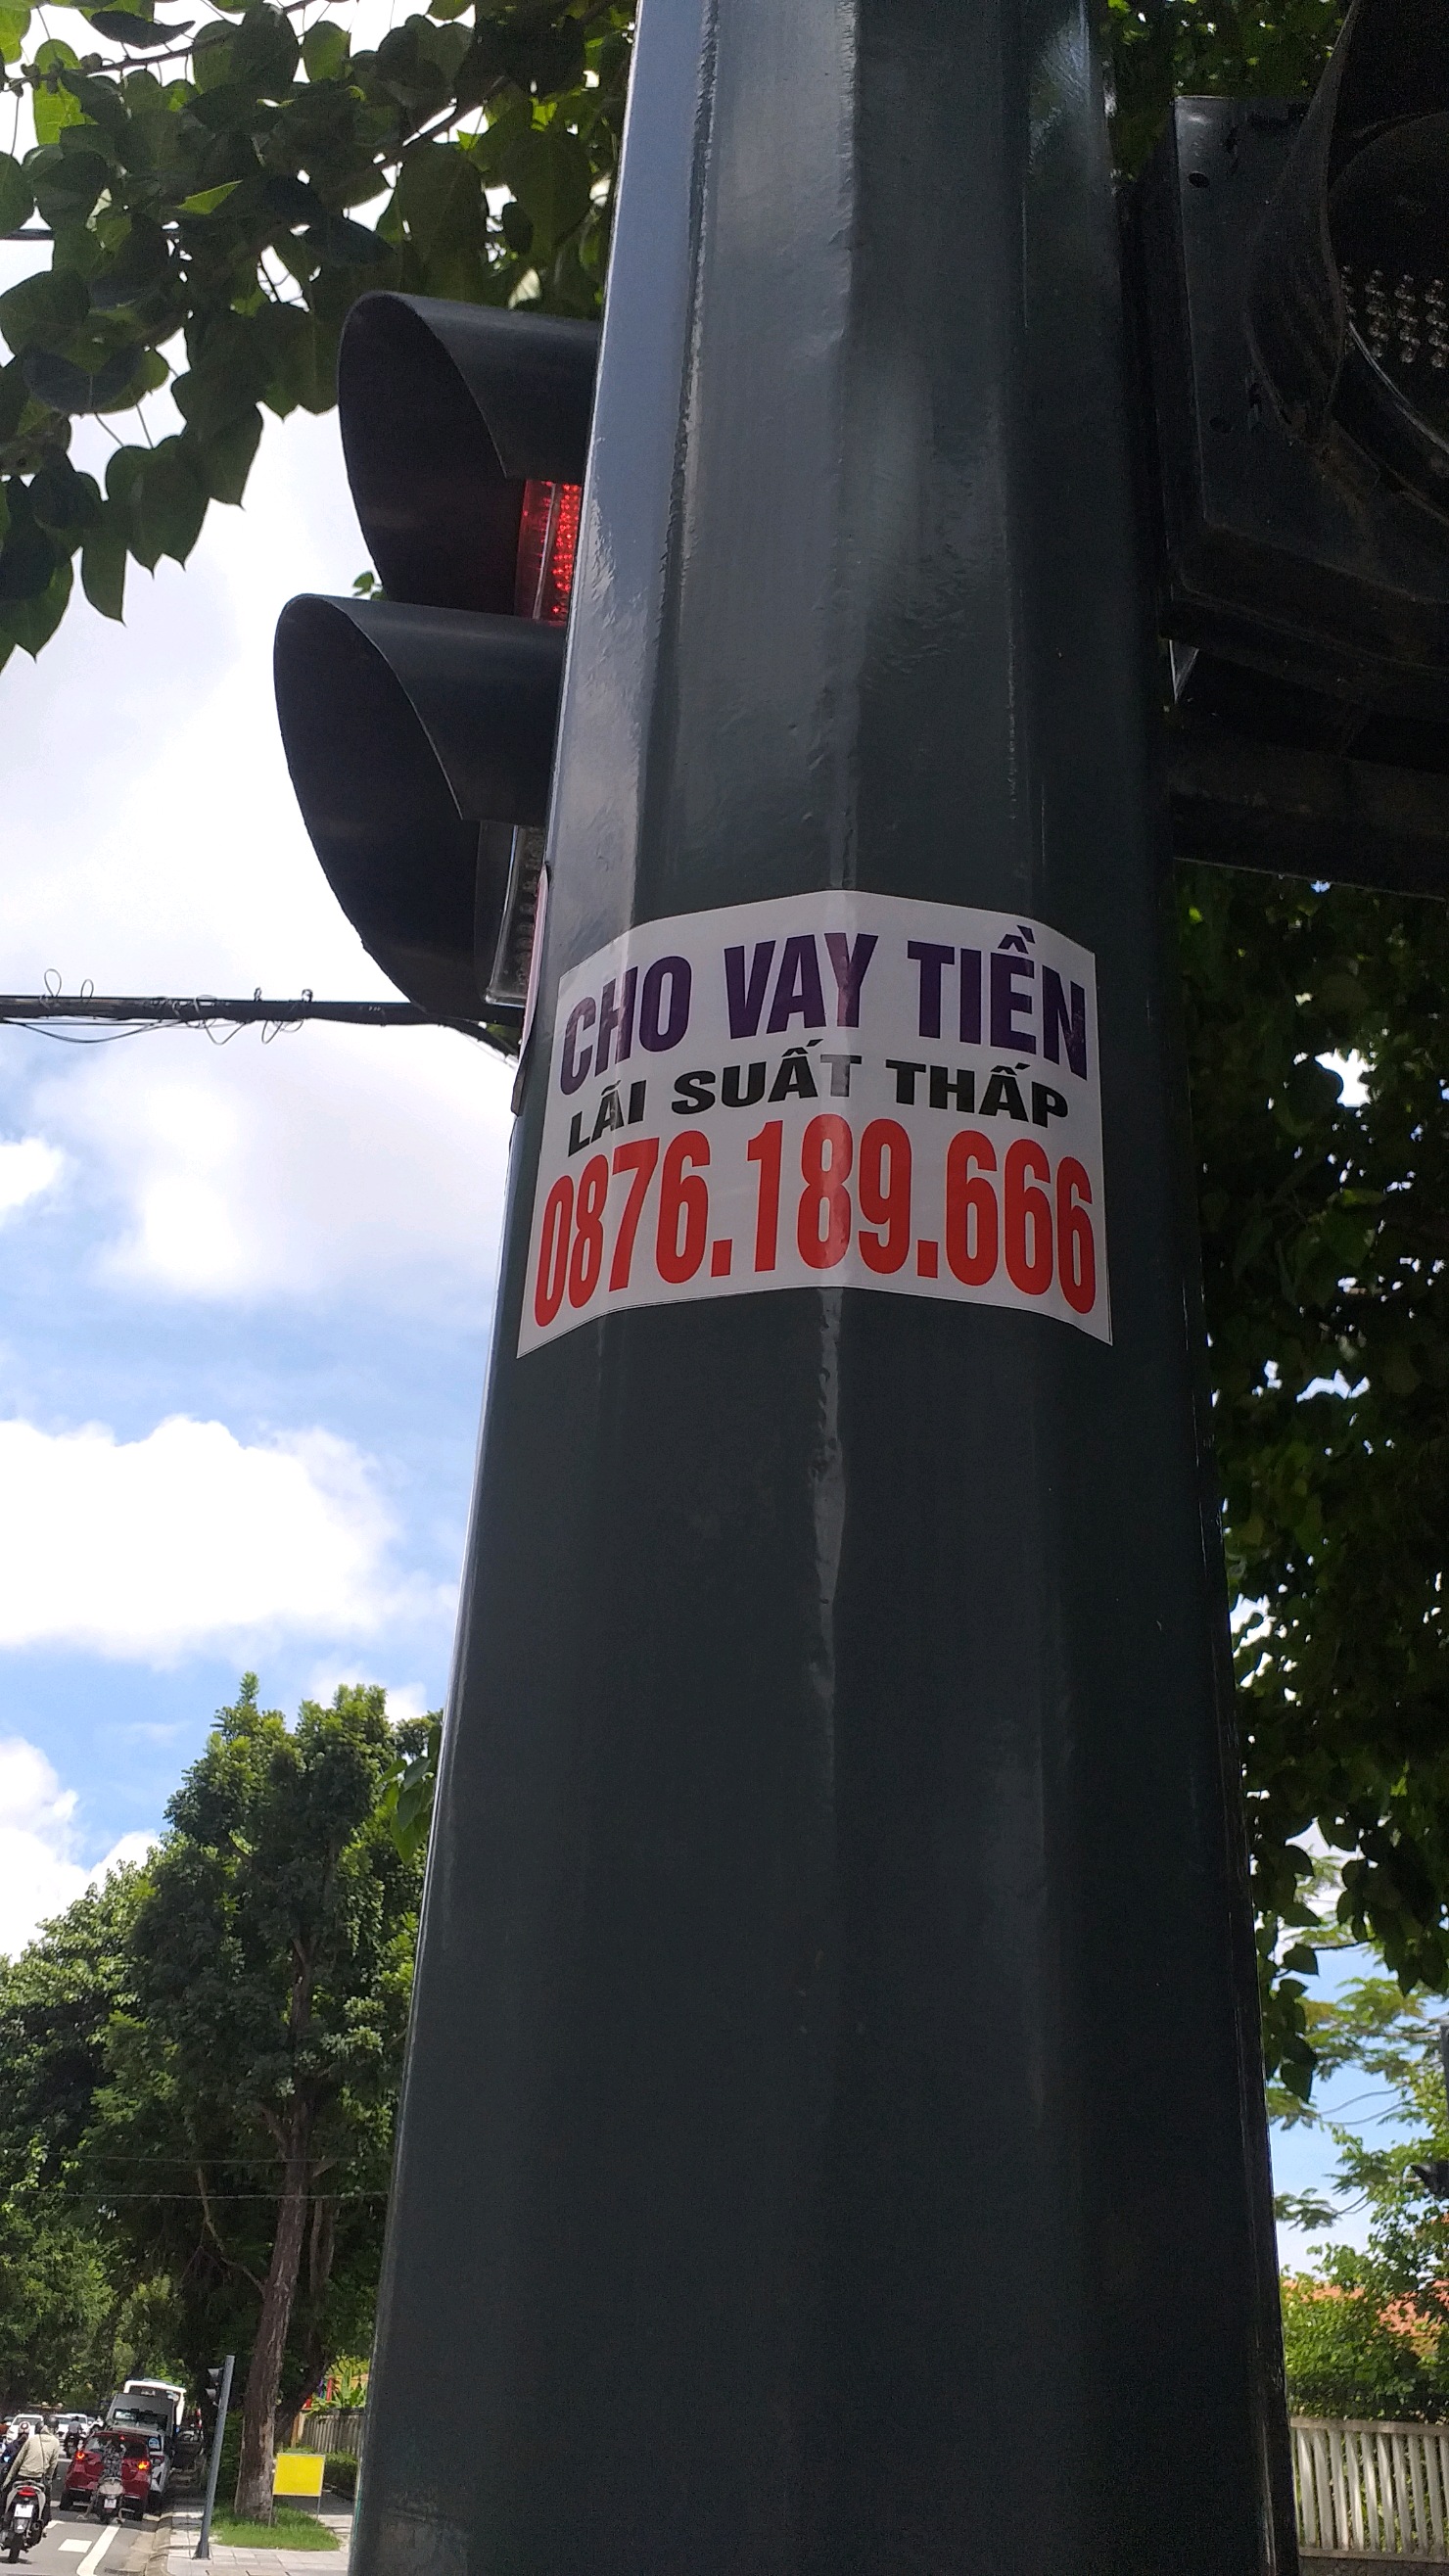 CHO VAY TIỀN
LÃI SUẤT THẤP
0876.189.666